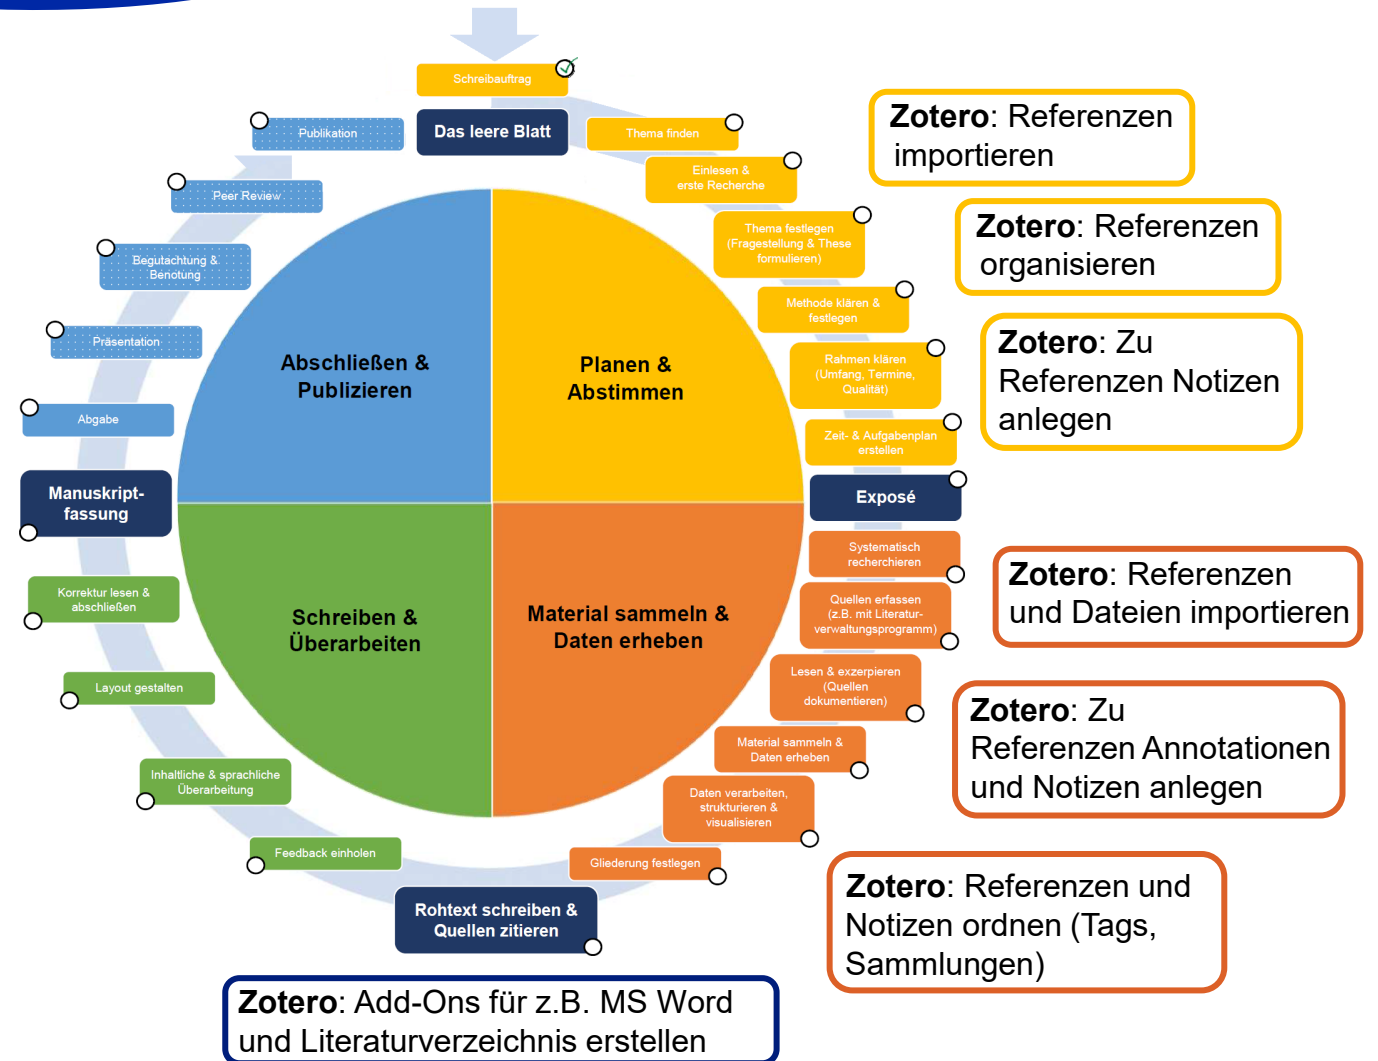 Schreibauftrag
Das leere Blatt
Thema finden
Einlesen &
erste Recherche
Thema festlegen
(Fragestellung & These
formulieren)
Methode klären &
festlegen
Rahmen klären
(Umfang, Termine,
Qualität)
Zeit- & Aufgabenplan
erstellen
Exposé
Systematisch
recherchieren
Quellen erfassen
(z.B. mit Literatur-
verwaltungsprogramm)
Lesen & exzerpieren
(Quellen
dokumentieren)
Material sammeln &
Daten erheben
Daten verarbeiten,
strukturieren &
visualisieren
Gliederung festlegen
Rohtext schreiben &
Quellen zitieren
Feedback einholen
Inhaltliche & sprachliche
Überarbeitung
Layout gestalten
Korrektur lesen &
abschließen
Manuskript-
fassung
Abgabe
Präsentation
Begutachtung &
Benotung
Peer Review
Publikation
Abschließen &
Publizieren
Planen &
Abstimmen
Schreiben &
Überarbeiten
Material sammeln &
Daten erheben
Zotero: Referenzen
importieren
Zotero: Referenzen
organisieren
Zotero: Zu
Referenzen Notizen
anlegen
Zotero: Referenzen
und Dateien importieren
Zotero: Zu
Referenzen Annotationen
und Notizen anlegen
Zotero: Referenzen und
Notizen ordnen (Tags,
Sammlungen)
Zotero: Add-Ons für z.B. MS Word
und Literaturverzeichnis erstellen